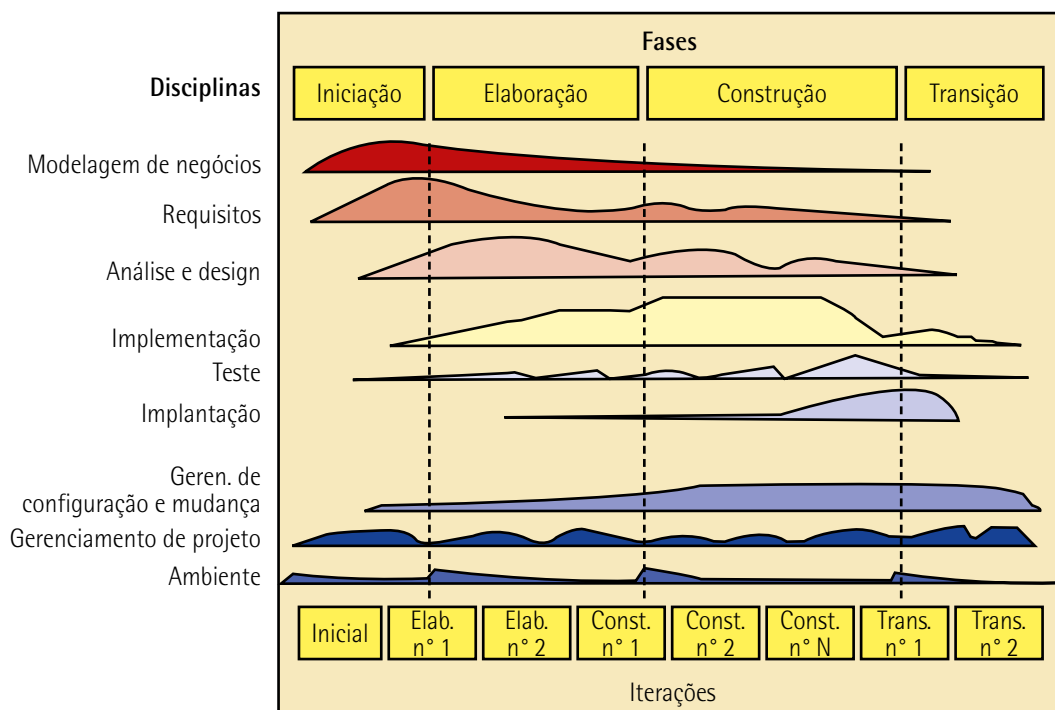 Fases
Disciplinas
Iniciação
Elaboração
Construção
Transição
Modelagem de negócios
Requisitos
Análise e design
Implementação
Teste
Implantação
Geren. de
configuração e mudança
Gerenciamento de projeto
Ambiente
Inicial
Elab.
n° 1
Elab.
n° 2
Const.
n° 1
Const.
n° 2
Const.
n° N
Trans.
n° 1
Trans.
n° 2
Iterações